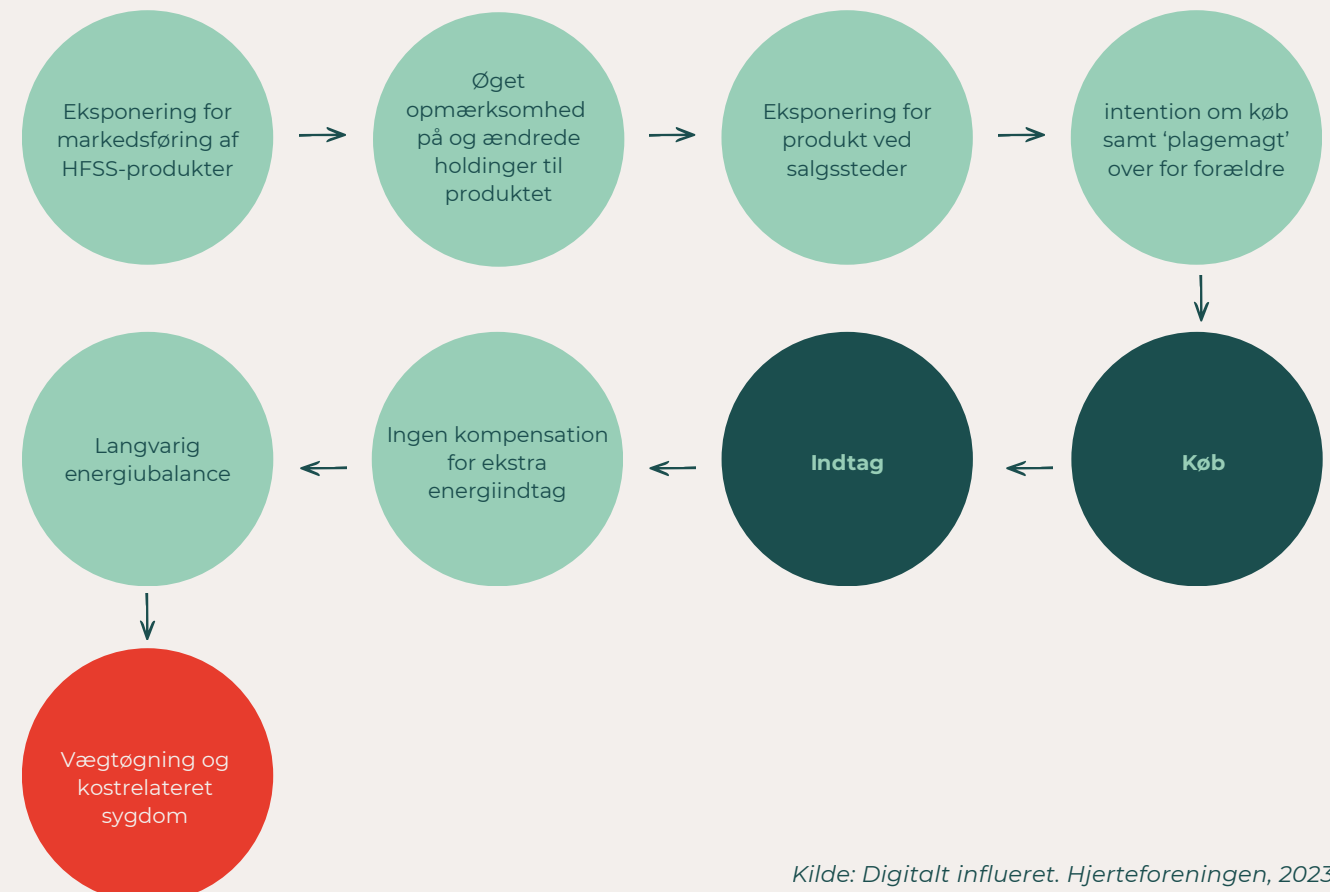 Eksponering for
markedsføring af
HFSS-produkter
Øget
opmærksomhed
på og ændrede
holdinger til
produktet
Eksponering for
produkt ved
salgssteder
intention om køb
samt ‘plagemagt’
over for forældre
Køb
Indtag
Ingen kompensation
for ekstra
energiindtag
Langvarig
energiubalance
Vægtøgning og
kostrelateret
sygdom
Kilde: Digitalt influeret. Hjerteforeningen, 2023